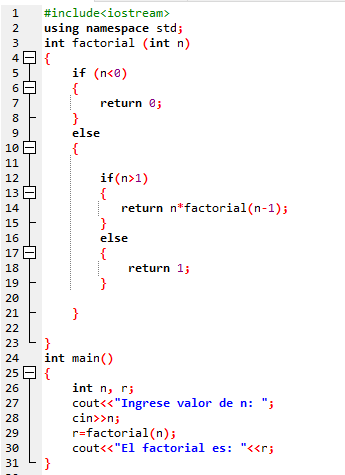 1 #include<iostream>
2 using namespace std;
3 int factorial (int n)
4 {
5 if (n<0)
6 {
7 return 0;
8 }
9 else
10 {
11
12 if(n>1)
13 {
14 return n*factorial(n-1);
15 }
16 else
17 {
18 return 1;
19 }
20
21 }
22
23 }
24 int main()
25 {
26 int n, r;
27 cout<<"Ingrese valor de n: ";
28 cin>>n;
29 r=factorial(n);
30 cout<<"El factorial es: "<<r;
31 }